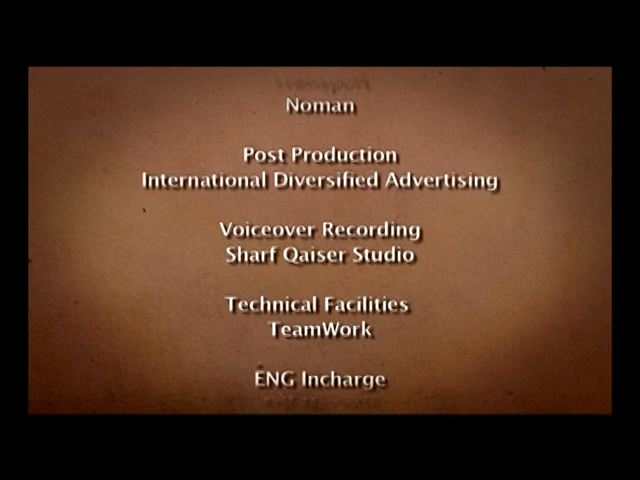 Noman
Post Production
International Diversified Advertising
Voiceover Recording
Sharf Qaiser Studio
Technical Facilities
TeamWork
ENG Incharge